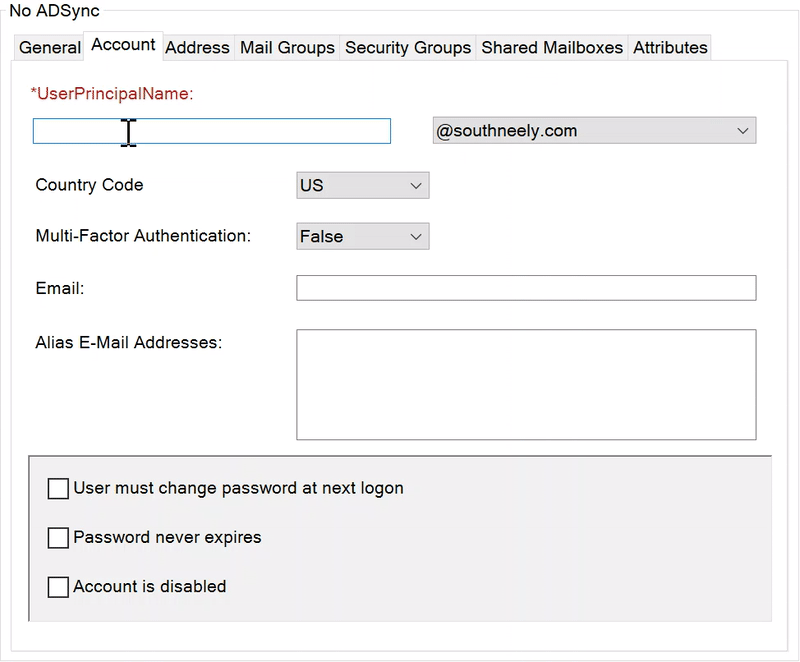 No ADSync
General Account Address Mail Groups Security Groups Shared Mailboxes Attributes
*UserPrincipalName:
@southneely.com
Country Code US
Multi-Factor Authentication: False
Email:
Alias E-Mail Addresses:
User must change password at next logon
Password never expires
Account is disabled